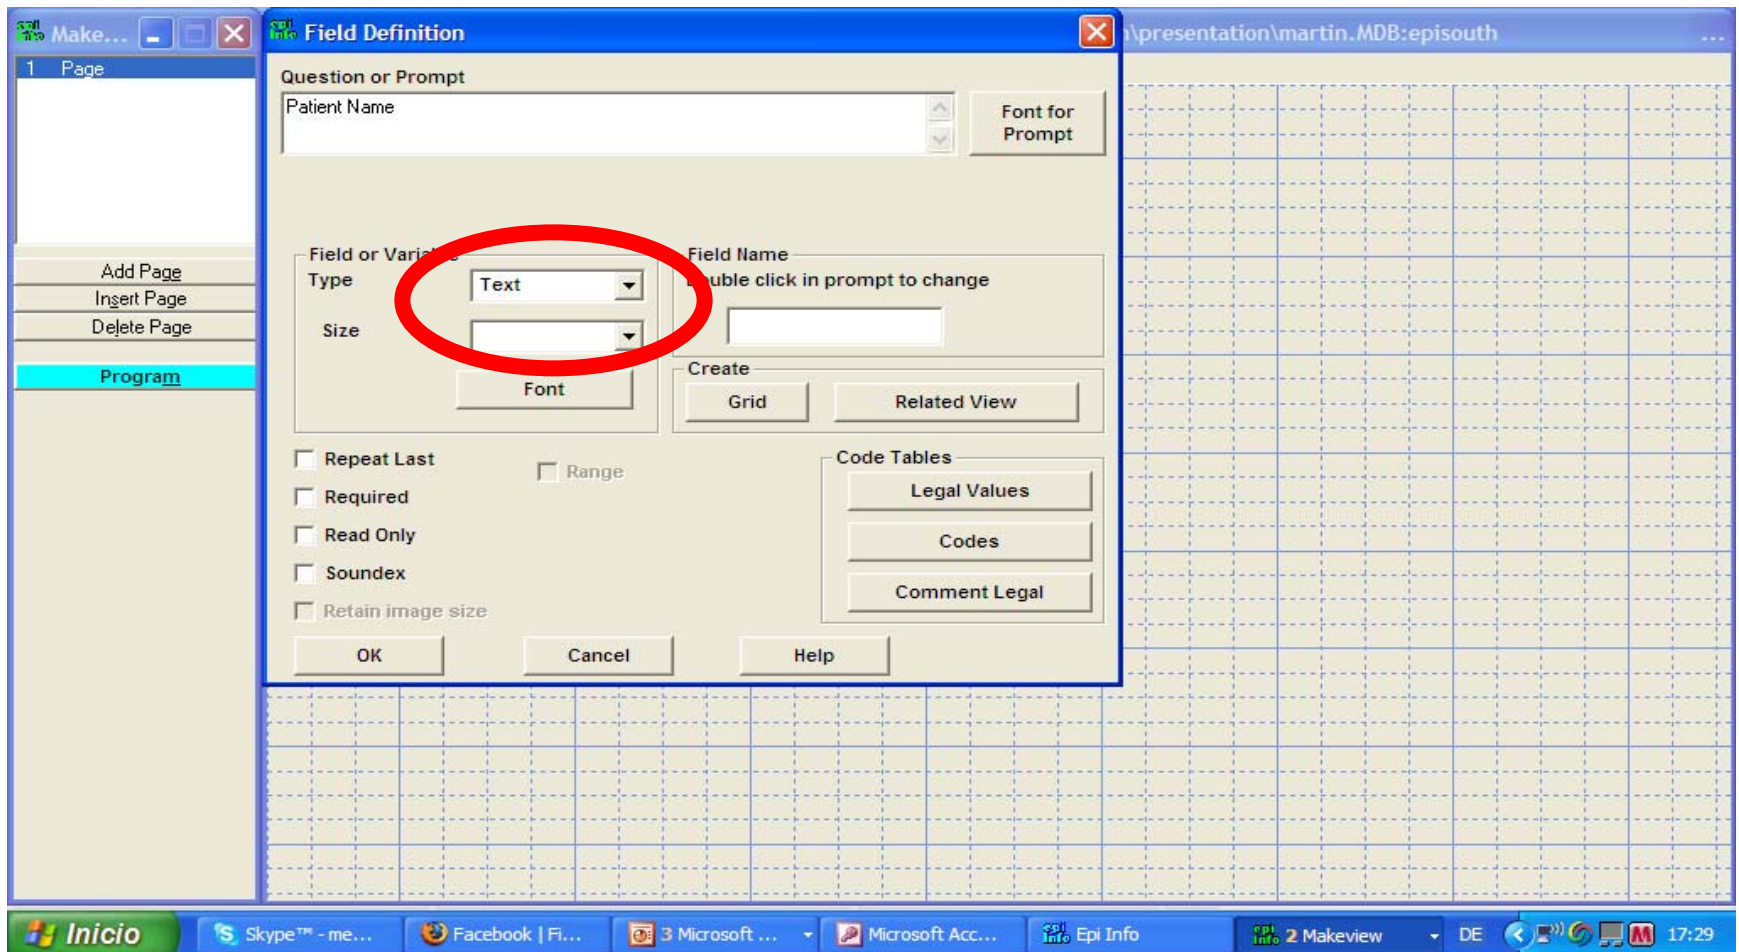 Make...
Field Definition
\presentation\martin.MDB:episouth
...
1 Page
Question or Prompt
Patient Name
Font for
Prompt
Add Page
Insert Page
Delete Page
Program
Field or
Type
Text
Size
Font
Field Name
click in prompt to change
Create
Grid
Related View
Repeat Last
Range
Required
Read Only
Soundex
Retain image size
Code Tables
Legal Values
Codes
Comment Legal
OK
Cancel
Help
Inicio
Skype™ - me...
Facebook | Fi...
3 Microsoft ...
Microsoft Acc...
Epi Info
2 Makeview
DE
17:29